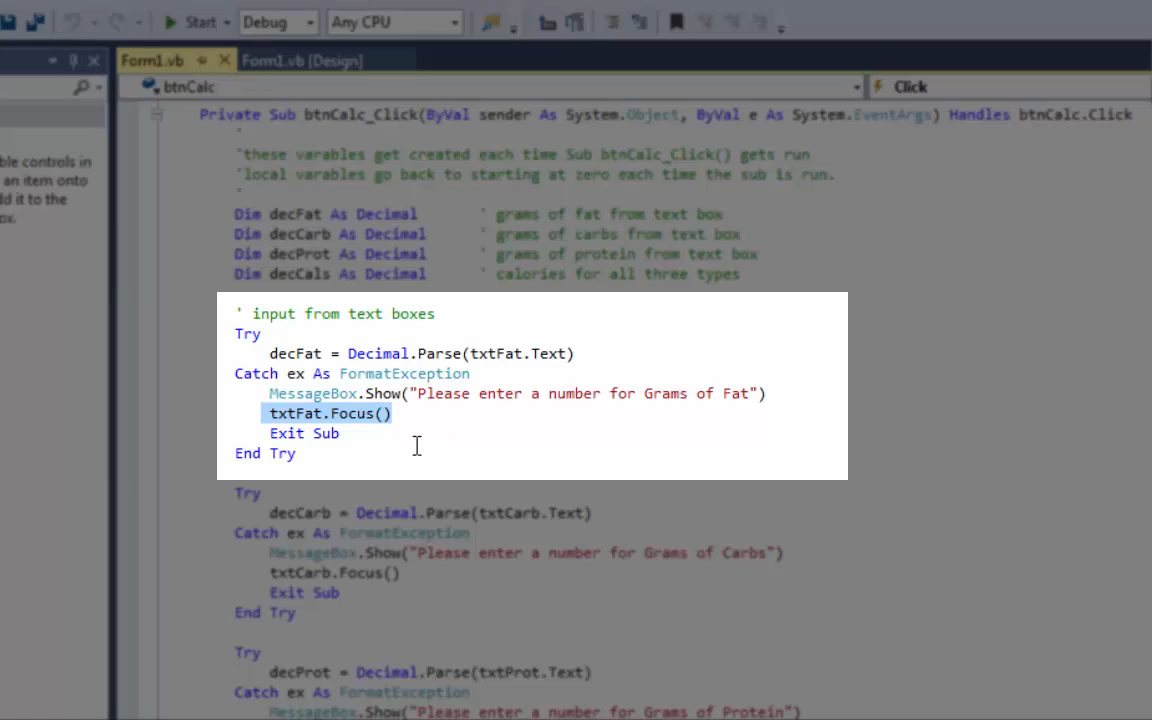 Start Debug Any CPU
Form1.vb Form1.vb [Design]
btnCalc Click
Private Sub btnCalc_Click(ByVal sender As System.Object, ByVal e As System.EventArgs) Handles btnCalc.Click
'
'these varables get created each time Sub btnCalc_Click() gets run
'local varables go back to starting at zero each time the sub is run.
'
ble controls in
an item onto
dd it to the
ox.
Dim decFat As Decimal ' grams of fat from text box
Dim decCarb As Decimal ' grams of carbs from text box
Dim decProt As Decimal ' grams of protein from text box
Dim decCals As Decimal ' calories for all three types
' input from text boxes
Try
decFat = Decimal.Parse(txtFat.Text)
Catch ex As FormatException
MessageBox.Show("Please enter a number for Grams of Fat")
txtFat.Focus()
Exit Sub
End Try
Try
decCarb = Decimal.Parse(txtCarb.Text)
Catch ex As FormatException
MessageBox.Show("Please enter a number for Grams of Carbs")
txtCarb.Focus()
Exit Sub
End Try
Try
decProt = Decimal.Parse(txtProt.Text)
Catch ex As FormatException
MessageBox.Show("Please enter a number for Grams of Protein")